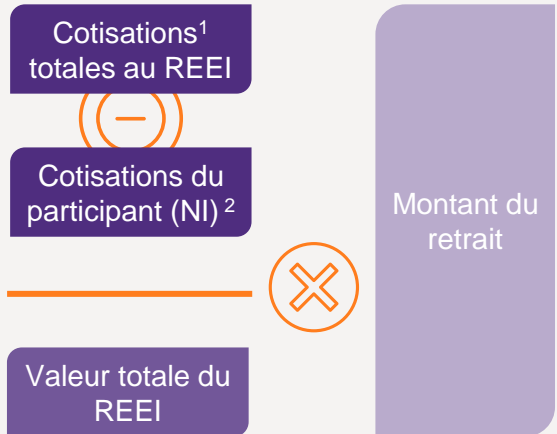 Cotisations¹
totales au REEI
Cotisations du
participant (NI) ²
Valeur totale du
REEI
Montant du
retrait